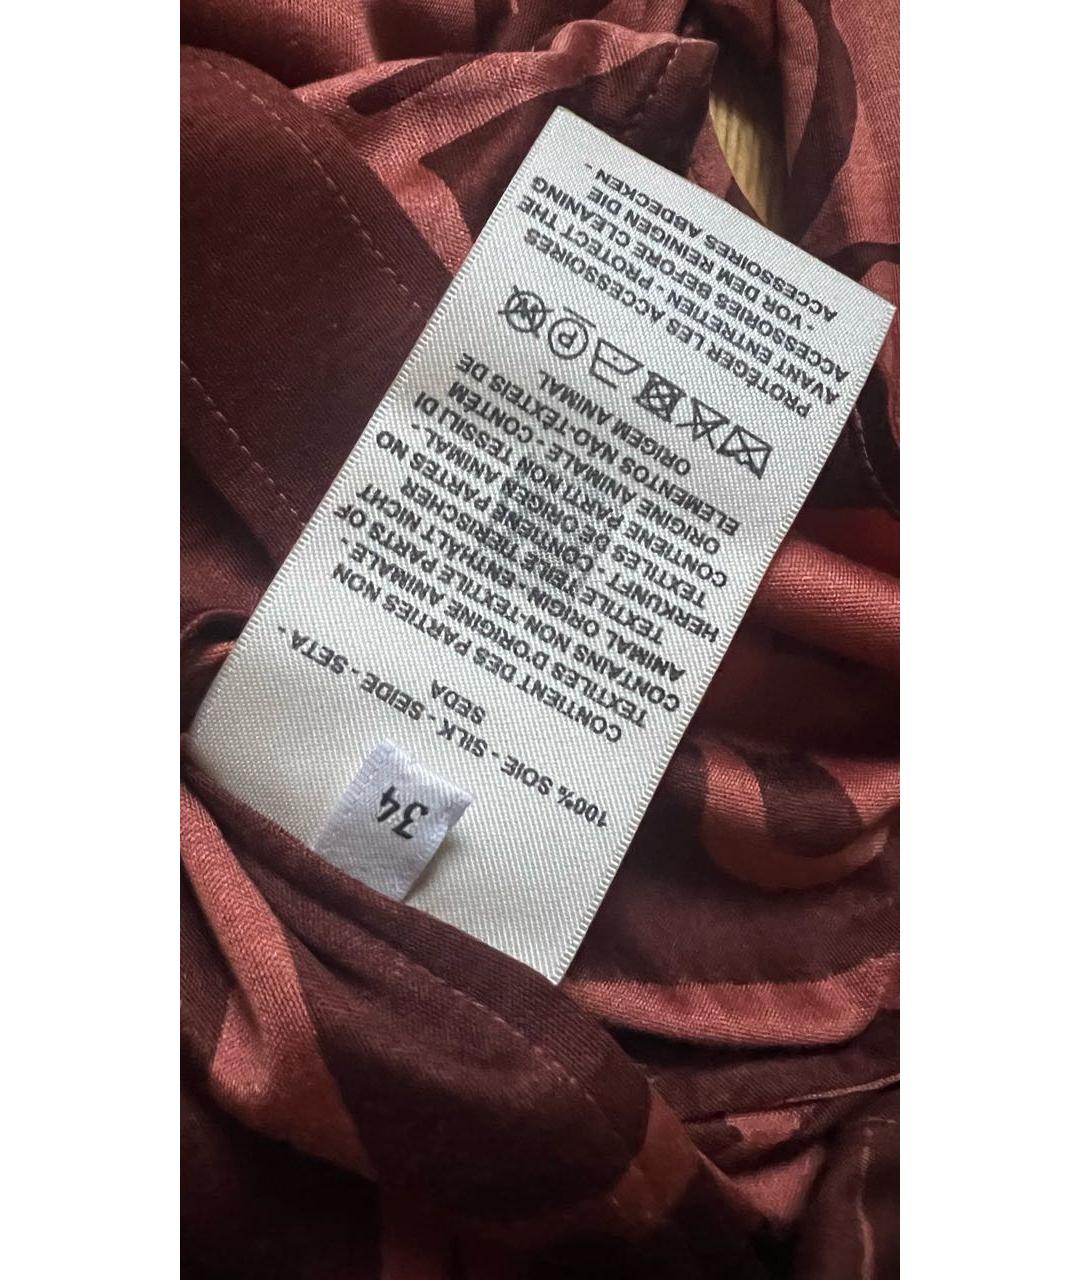 34
100% SOIE - SILK - SEIDE - SETA -
SEDA
CONTIENT DES PARTIES NON
TEXTILES D'ORIGINE ANIMALE -
CONTAINS NON-TEXTILE PARTS OF
ANIMAL ORIGIN - ENTHÄLT NICHT
TEXTILE TEILE TIERISCHER
HERKUNFT - CONTIENE PARTES NO
TEXTILES DE ORIGEN ANIMAL -
CONTIENE PARTI NON TESSILI DI
ORIGINE ANIMALE - CONTÉM
ELEMENTOS NÃO-TÊXTEIS DE
ORIGEM ANIMAL
P
PROTÉGER LES ACCESSOIRES
AVANT ENTRETIEN - PROTECT THE
ACCESSORIES BEFORE CLEANING
- VOR DEM REINIGEN DIE
ACCESSOIRES ABDECKEN -